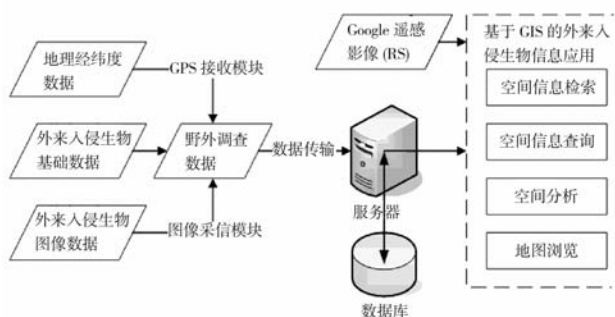 地理经纬度
数据
GPS 接收模块
外来入侵生物
基础数据
野外调查
数据
数据传输
外来入侵生物
图像数据
图像采信模块
Google 遥感
影像(RS)
服务器
数据库
基于 GIS 的外来入
侵生物信息应用
空间信息检索
空间信息查询
空间分析
地图浏览